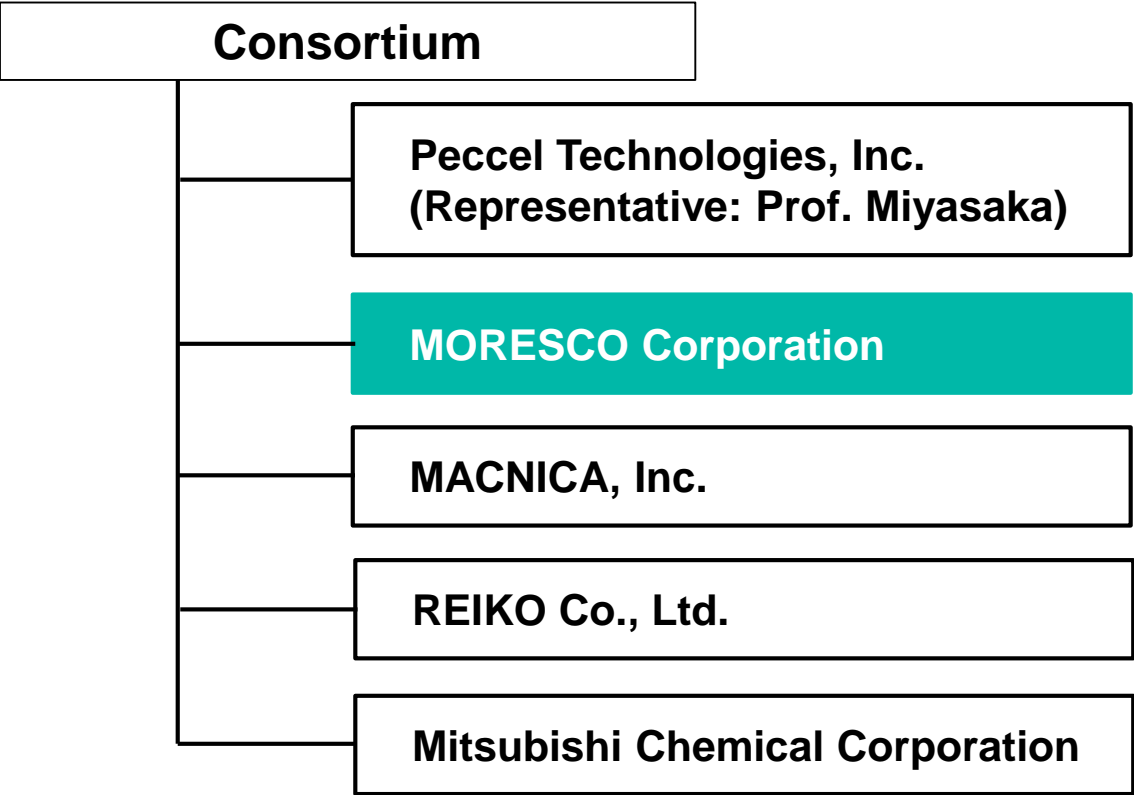 Consortium
Peccel Technologies, Inc.
(Representative: Prof. Miyasaka)
MORESCO Corporation
MACNICA, Inc.
REIKO Co., Ltd.
Mitsubishi Chemical Corporation